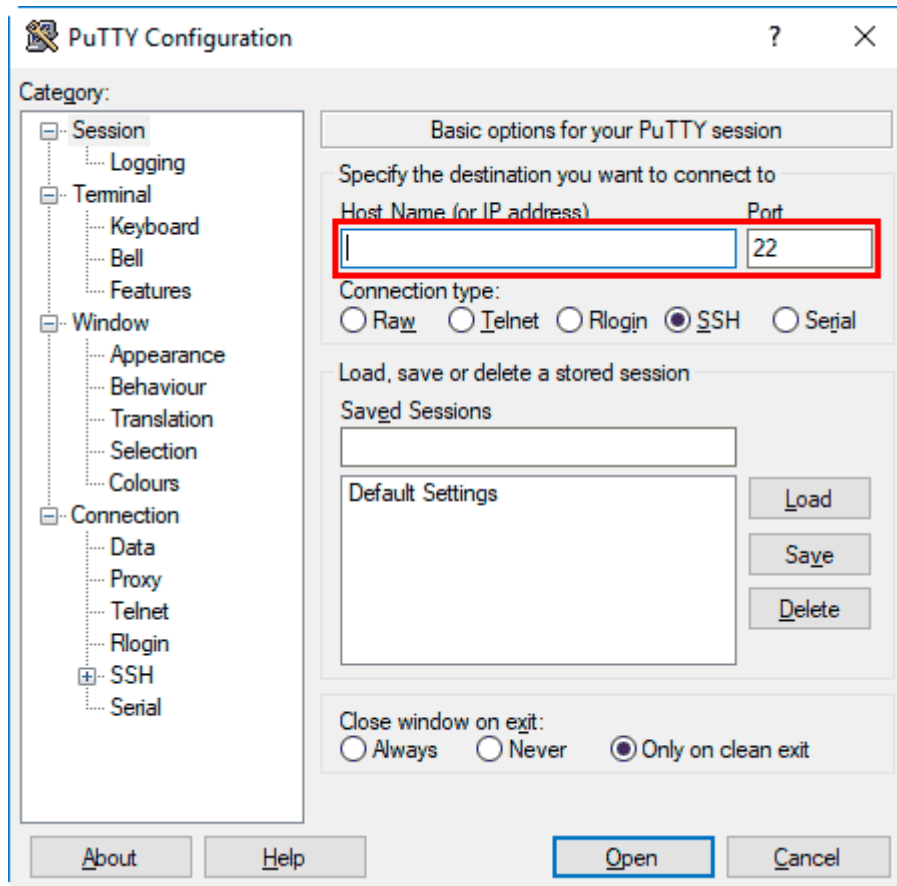 PuTTY Configuration
?
Category:
Session
Logging
Terminal
Keyboard
Bell
Features
Window
Appearance
Behaviour
Translation
Selection
Colours
Connection
Data
Proxy
Telnet
Rlogin
SSH
Serial
Basic options for your PuTTY session
Specify the destination you want to connect to
Host Name (or IP address) Port
22
Connection type:
Raw Telnet Rlogin SSH Serial
Load, save or delete a stored session
Saved Sessions
Default Settings
Load
Save
Delete
Close window on exit:
Always Never Only on clean exit
About Help Open Cancel